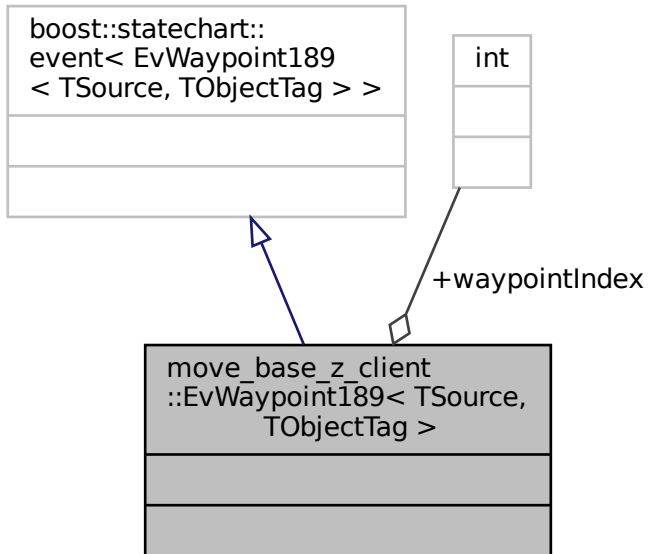 boost::statechart::
event< EvWaypoint189
< TSource, TObjectTag > >
int
+waypointIndex
move_base_z_client
::EvWaypoint189< TSource,
TObjectTag >